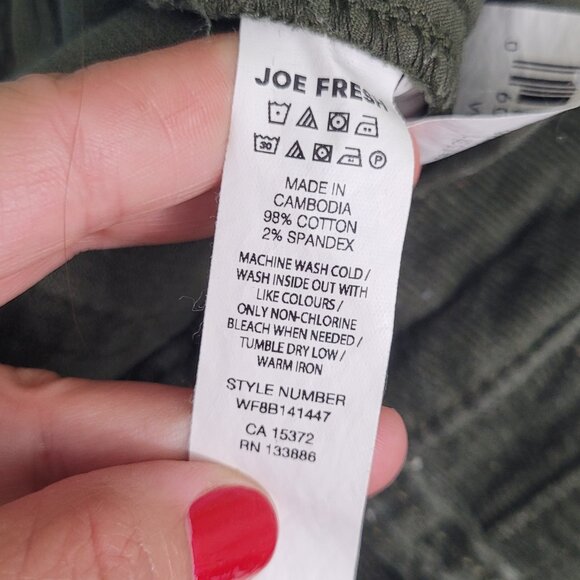 JOE FRESH
30
P
MADE IN
CAMBODIA
98% COTTON
2% SPANDEX
MACHINE WASH COLD /
WASH INSIDE OUT WITH
LIKE COLOURS /
ONLY NON-CHLORINE
BLEACH WHEN NEEDED /
TUMBLE DRY LOW /
WARM IRON
STYLE NUMBER
WF8B141447
CA 15372
RN 133886